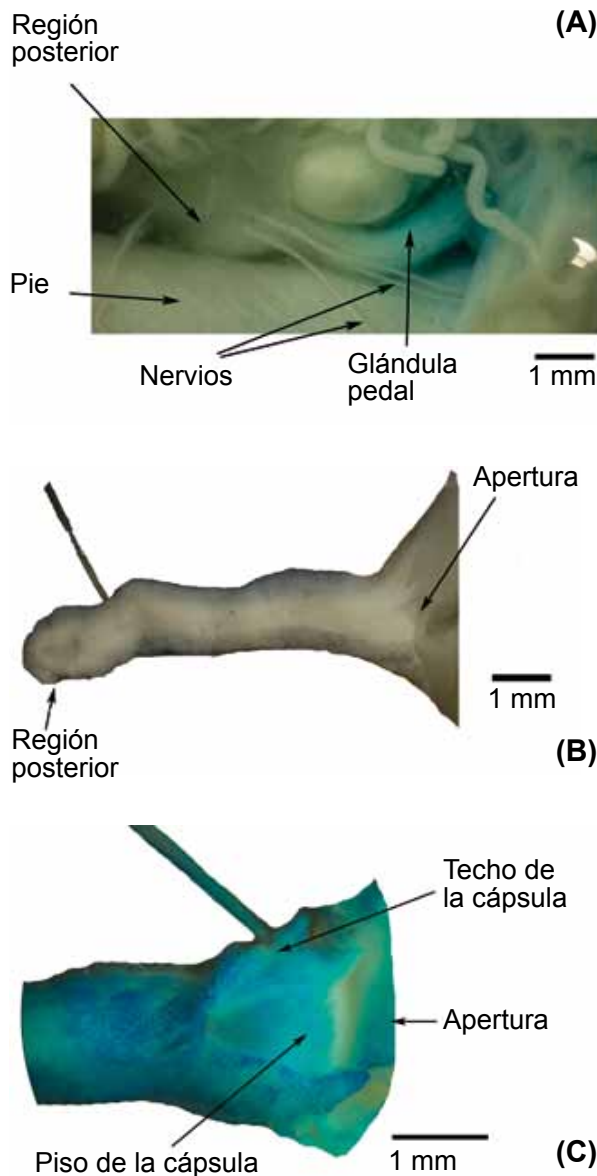 Región
posterior
(A)
Pie
Nervios
Glándula
pedal
1 mm
Apertura
1 mm
Región
posterior
(B)
Techo de
la cápsula
Apertura
Piso de la cápsula
1 mm
(C)